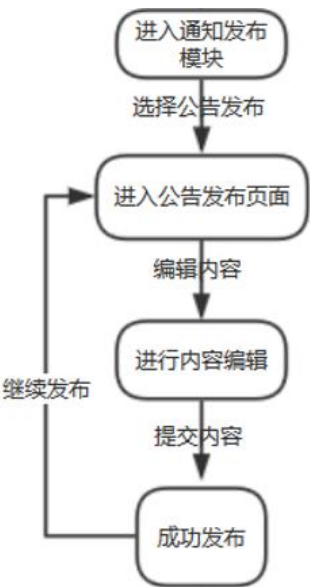 进入通知发布
模块
选择公告发布
进入公告发布页面
编辑内容
进行内容编辑
继续发布
提交内容
成功发布